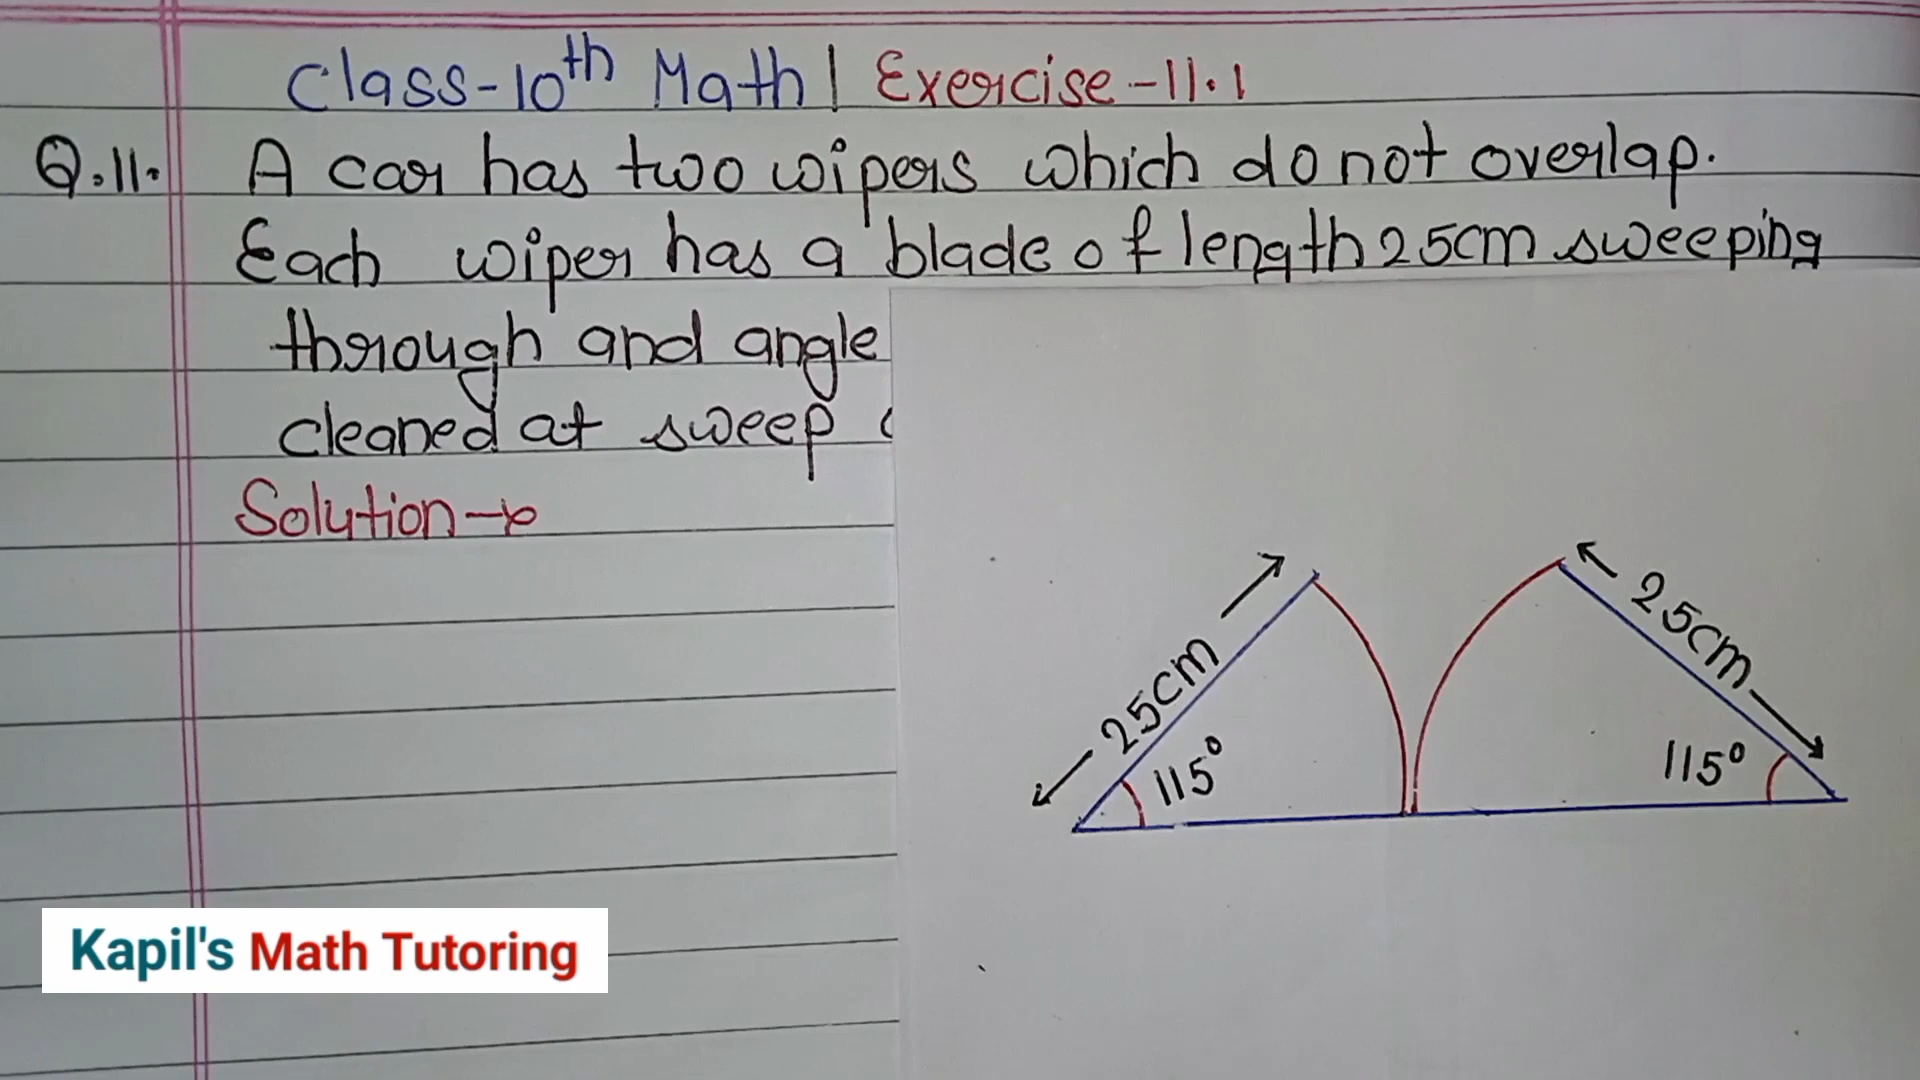 Class-10th Math | Exercise-11.1
Q.11. A car has two wipers which do not overlap.
Each wiper has a blade of length 25cm sweeping
through and angle
cleaned at sweep
Solution→
25cm
115°
25cm
115°
Kapil's Math Tutoring